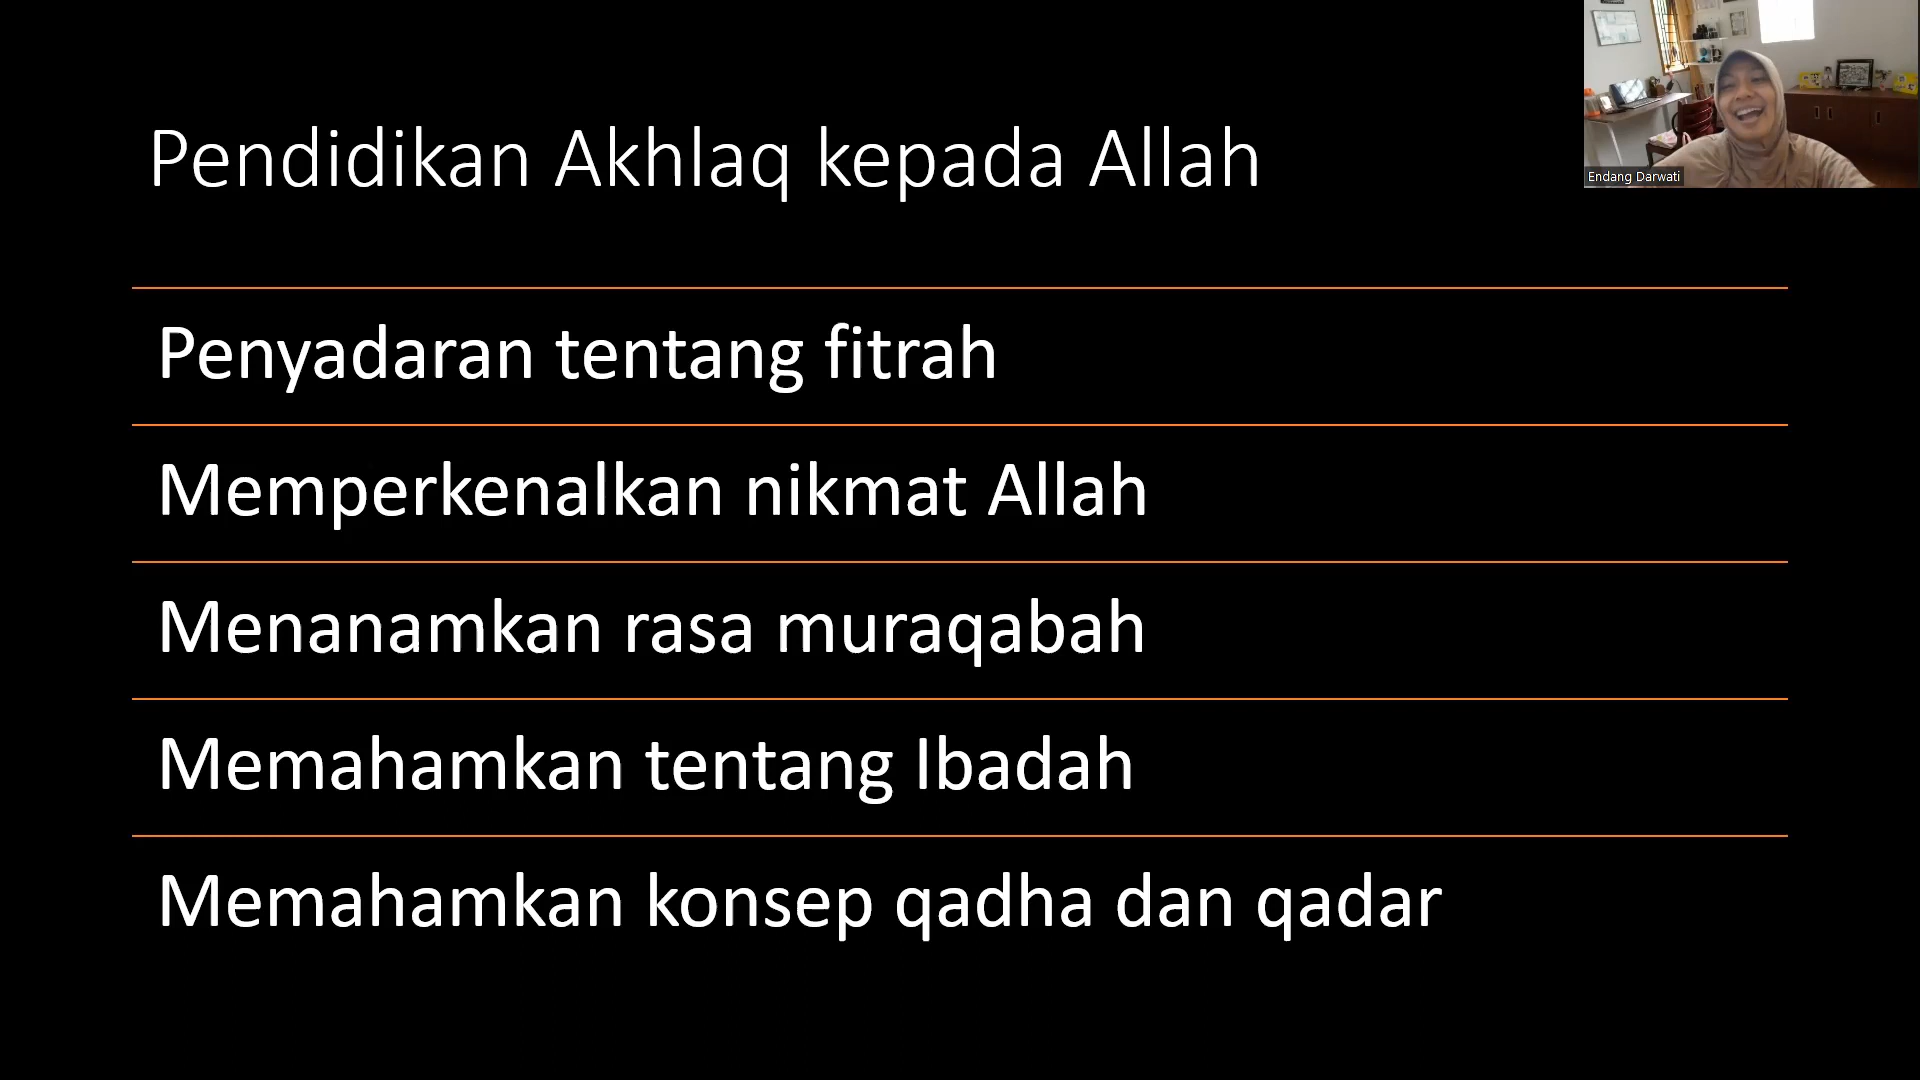 Pendidikan Akhlaq kepada Allah
Endang Darwati
Penyadaran tentang fitrah
Memperkenalkan nikmat Allah
Menanamkan rasa muraqabah
Memahamkan tentang Ibadah
Memahamkan konsep qadha dan qadar